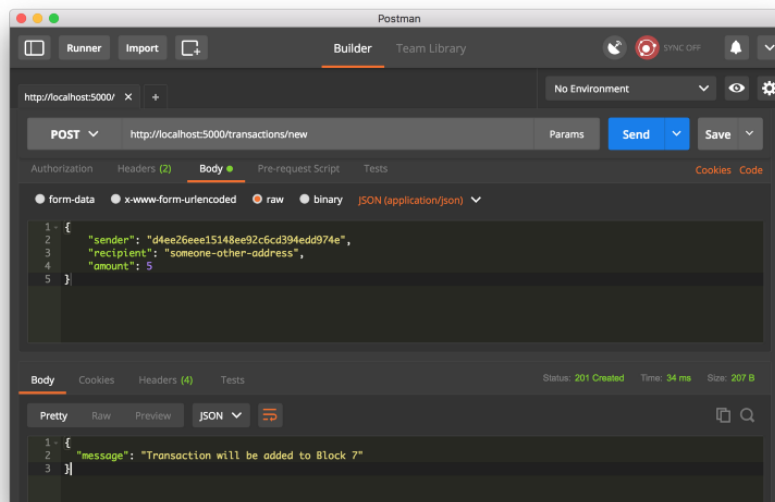 Postman
Runner Import Builder Team Library SYNC OFF
http://localhost:5000/ No Environment
POST http://localhost:5000/transactions/new Params Send Save
Authorization Headers (2) Body Pre-request Script Tests Cookies Code
form-data x-www-form-urlencoded raw binary JSON (application/json)
1 {
2 "sender": "d4ee26eee15148ee92c6cd394edd974e",
3 "recipient": "someone-other-address",
4 "amount": 5
5 }
Body Cookies Headers (4) Tests Status: 201 Created Time: 34 ms Size: 207 B
Pretty Raw Preview JSON
1 {
2 "message": "Transaction will be added to Block 7"
3 }